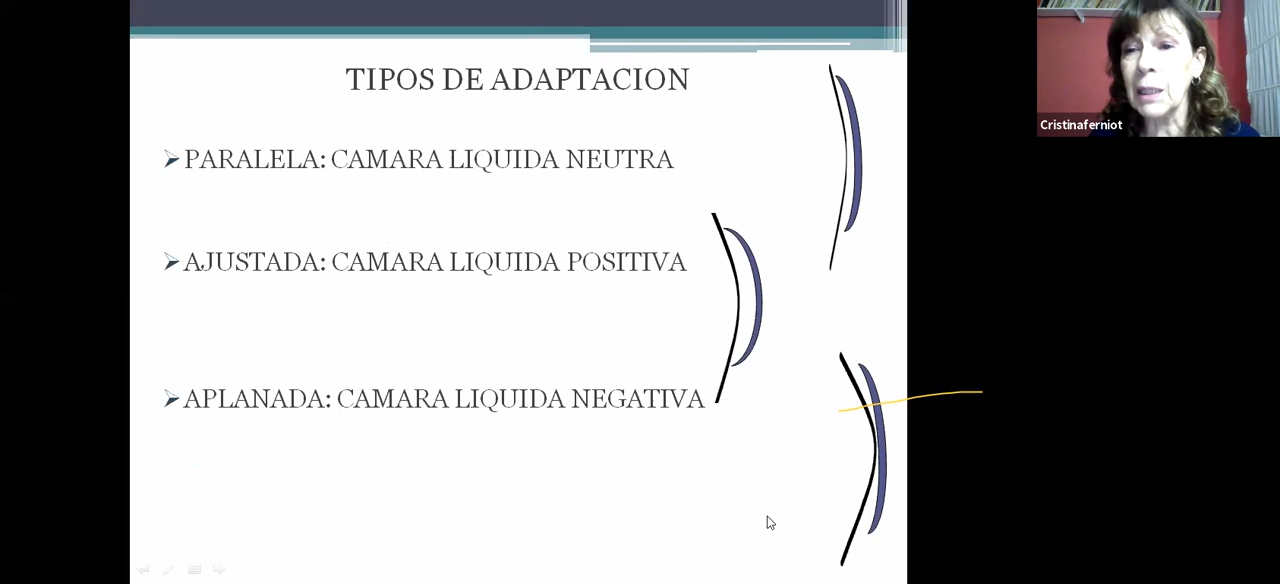 TIPOS DE ADAPTACION
PARALELA: CAMARA LIQUIDA NEUTRA
AJUSTADA: CAMARA LIQUIDA POSITIVA
APLANADA: CAMARA LIQUIDA NEGATIVA
Cristinaferniot